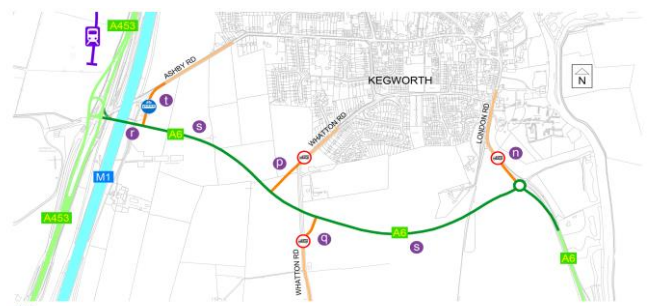 A453
ASHBY RD
KEGWORTH
N
t
s
r
A6
WHATTON RD
LONDON RD
p
n
M1
A453
A6
q
s
WHATTON RD
A6